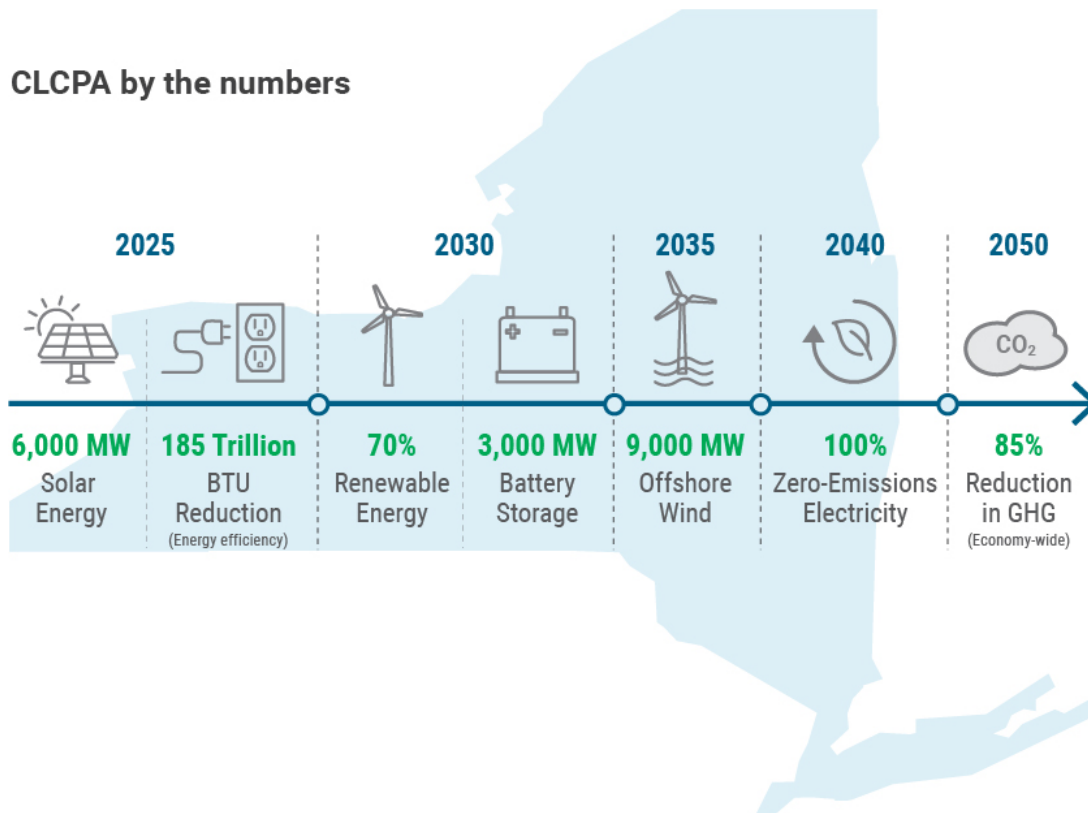 CLCPA by the numbers
2025
2030
2035
2040
2050
+
-
CO₂
6,000 MW
Solar
Energy
185 Trillion
BTU
Reduction
(Energy efficiency)
70%
Renewable
Energy
3,000 MW
Battery
Storage
9,000 MW
Offshore
Wind
100%
Zero-Emissions
Electricity
85%
Reduction
in GHG
(Economy-wide)